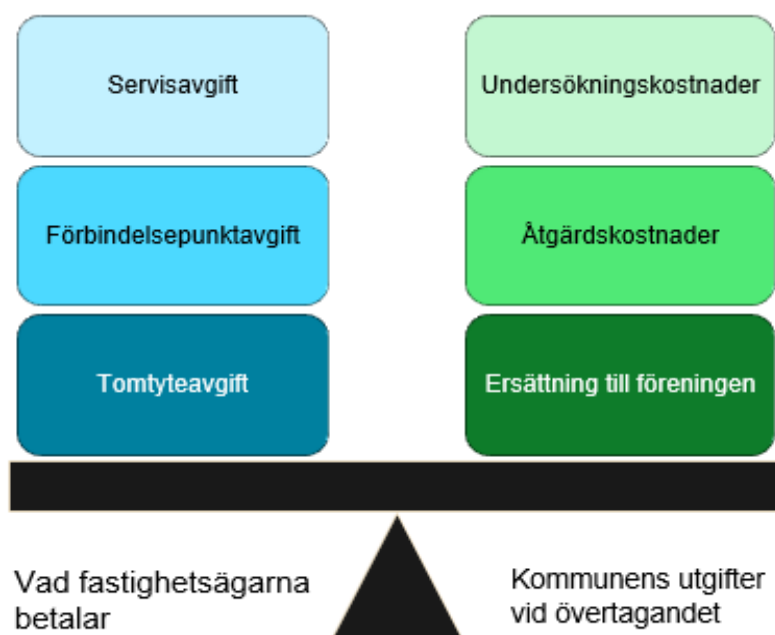 Servisavgift
Förbindelsepunktavgift
Tomtyteavgift
Vad fastighetsägarna
betalar
Undersökningskostnader
Åtgärdskostnader
Ersättning till föreningen
Kommunens utgifter
vid övertagandet